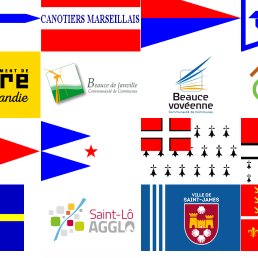 CANOTIERS MARSEILLAIS
Beauce de Janville
Communauté de Communes
Beauce
vovéenne
Communauté de Communes
Saint-Lô
AGGLO
VILLE DE
SAINT-JAMES